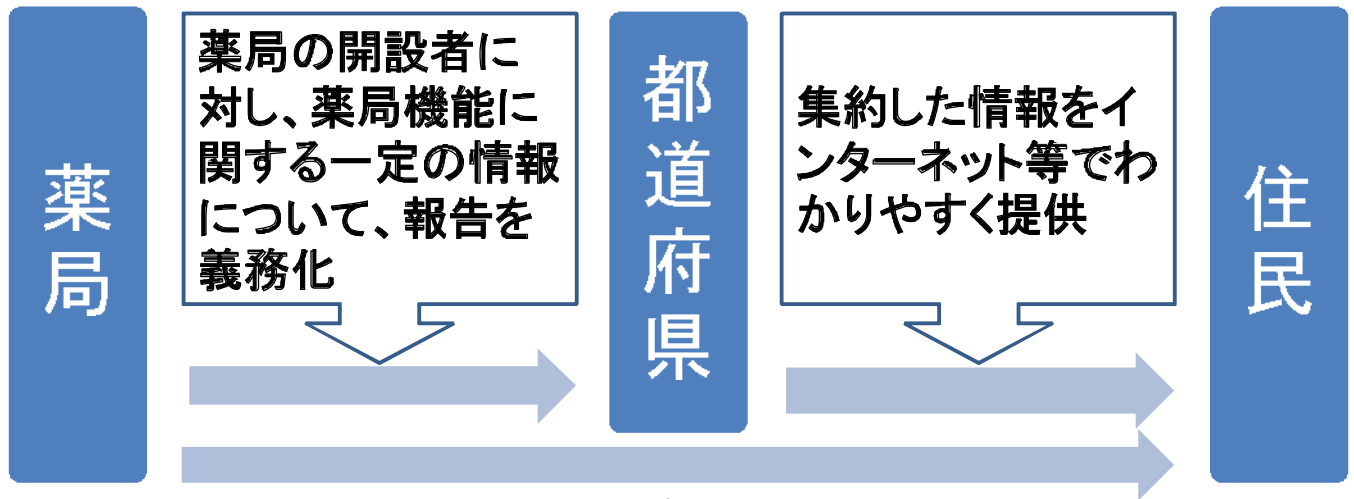 薬局
薬局の開設者に
対し、薬局機能に
関する一定の情報
について、報告を
義務化
都道府県
集約した情報をイ
ンターネット等でわ
かりやすく提供
住民